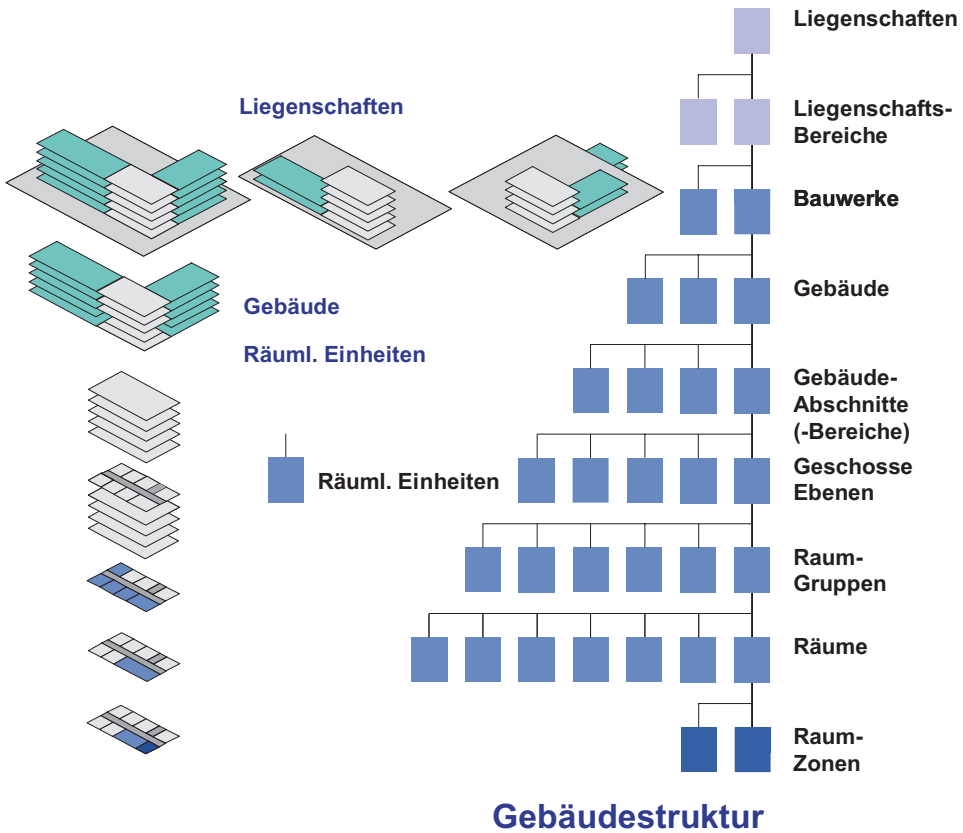 Liegenschaften
Liegenschaften
Liegenschafts-
Bereiche
Bauwerke
Gebäude
Gebäude
Räuml. Einheiten
Gebäude-
Abschnitte
(-Bereiche)
Räuml. Einheiten
Geschosse
Ebenen
Raum-
Gruppen
Räume
Raum-
Zonen
Gebäudestruktur